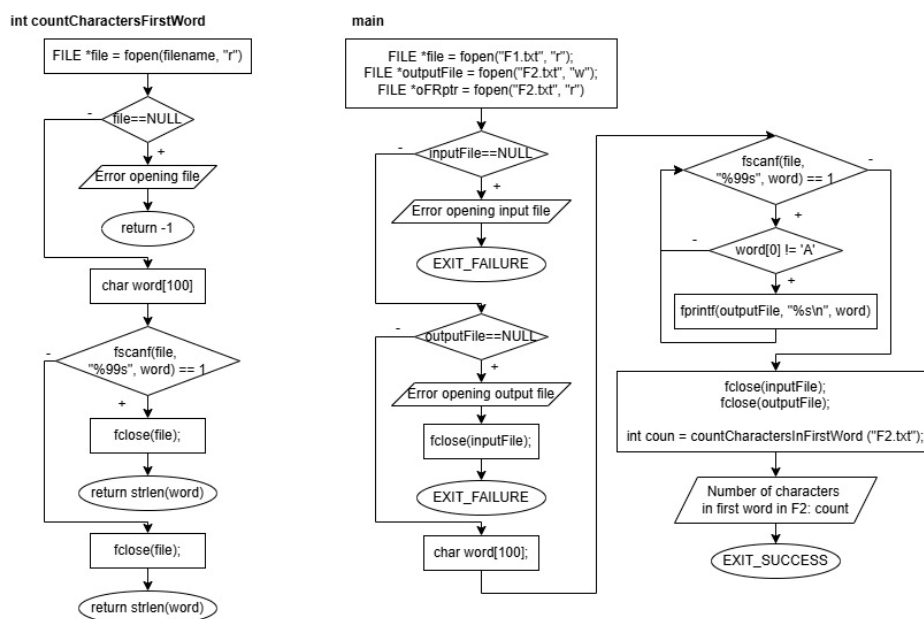 int countCharactersFirstWord
FILE *file = fopen(filename, "r")
file==NULL
-
+
Error opening file
return -1
char word[100]
fscanf(file,
"%99s", word) == 1
-
+
fclose(file);
return strlen(word)
fclose(file);
return strlen(word)
main
FILE *file = fopen("F1.txt", "r");
FILE *outputFile = fopen("F2.txt", "w");
FILE *oFRptr = fopen("F2.txt", "r")
inputFile==NULL
-
+
Error opening input file
EXIT_FAILURE
outputFile==NULL
-
+
Error opening output file
fclose(inputFile);
EXIT_FAILURE
char word[100];
fscanf(file,
"%99s", word) == 1
-
+
word[0] != 'A'
-
+
fprintf(outputFile, "%s\n", word)
fclose(inputFile);
fclose(outputFile);
int coun = countCharactersInFirstWord ("F2.txt");
Number of characters
in first word in F2: count
EXIT_SUCCESS